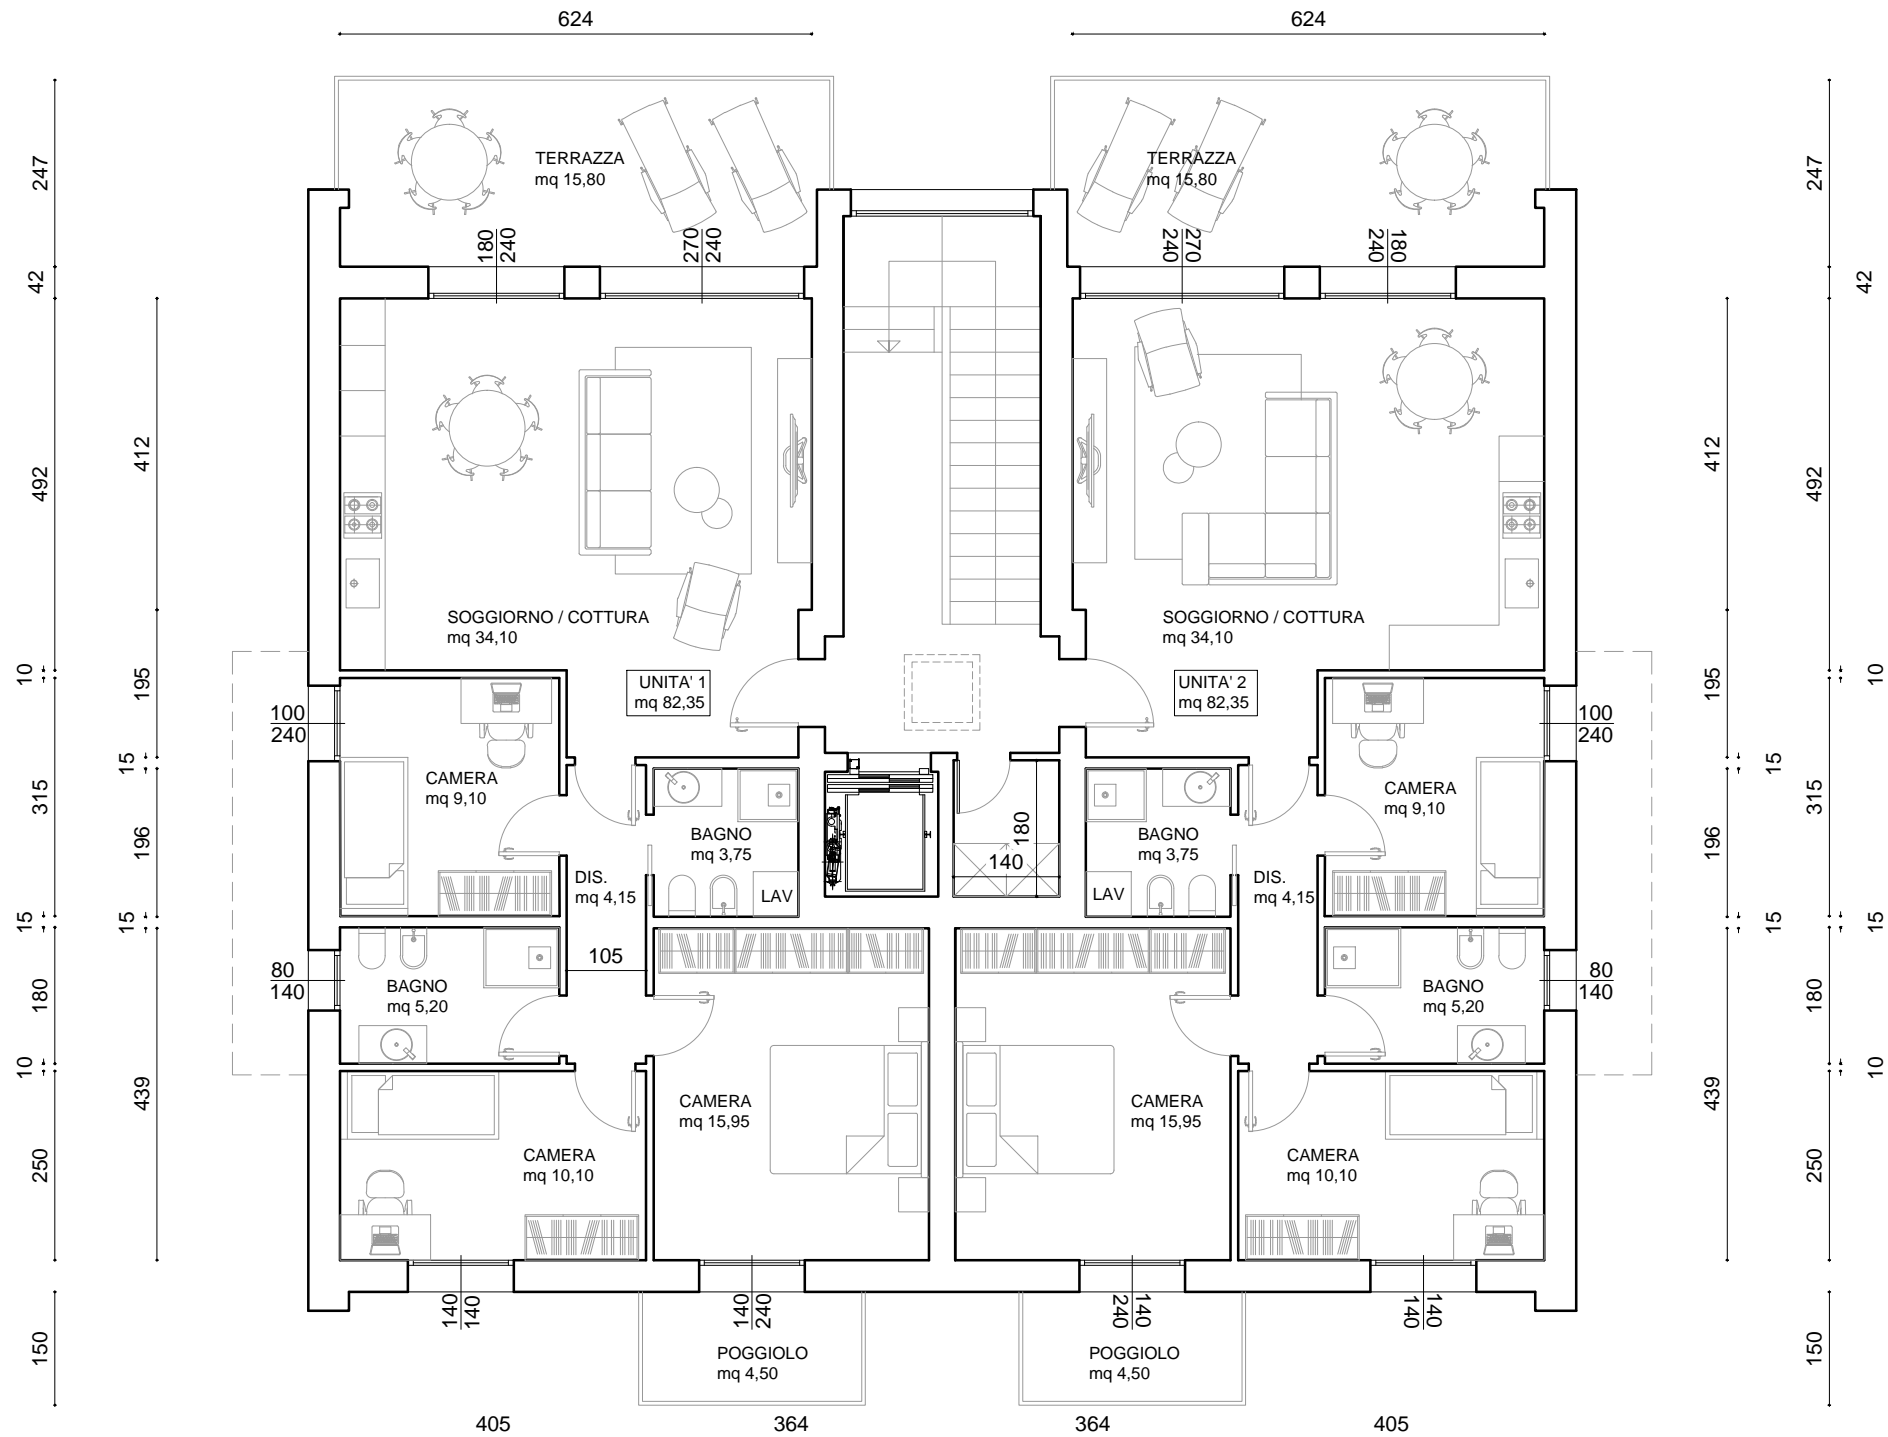 624
624
247
42
492
10
315
15
180
10
250
150
412
195
15
196
15
439
TERRAZZA
mq 15,80
TERRAZZA
mq 15,80
180
240
270
240
270
240
180
240
SOGGIORNO / COTTURA
mq 34,10
SOGGIORNO / COTTURA
mq 34,10
UNITA' 1
mq 82,35
UNITA' 2
mq 82,35
100
240
100
240
CAMERA
mq 9,10
CAMERA
mq 9,10
BAGNO
mq 3,75
BAGNO
mq 3,75
180
140
DIS.
mq 4,15
DIS.
mq 4,15
LAV
LAV
105
80
140
80
140
BAGNO
mq 5,20
BAGNO
mq 5,20
CAMERA
mq 15,95
CAMERA
mq 15,95
CAMERA
mq 10,10
CAMERA
mq 10,10
140
140
140
240
140
240
140
140
POGGIOLO
mq 4,50
POGGIOLO
mq 4,50
405
364
364
405
412
195
15
196
15
439
247
42
492
10
315
15
180
10
250
150